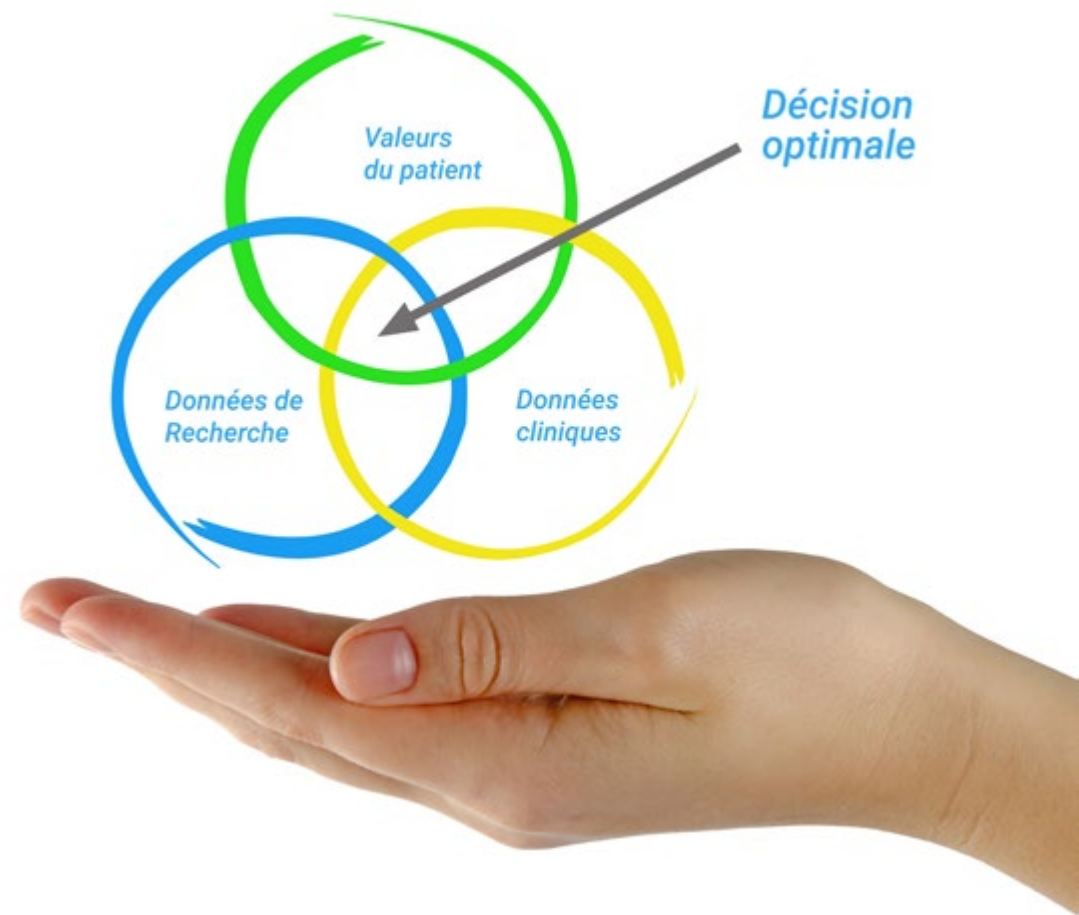 Décision
optimale
Valeurs
du patient
Données de
Recherche
Données
cliniques